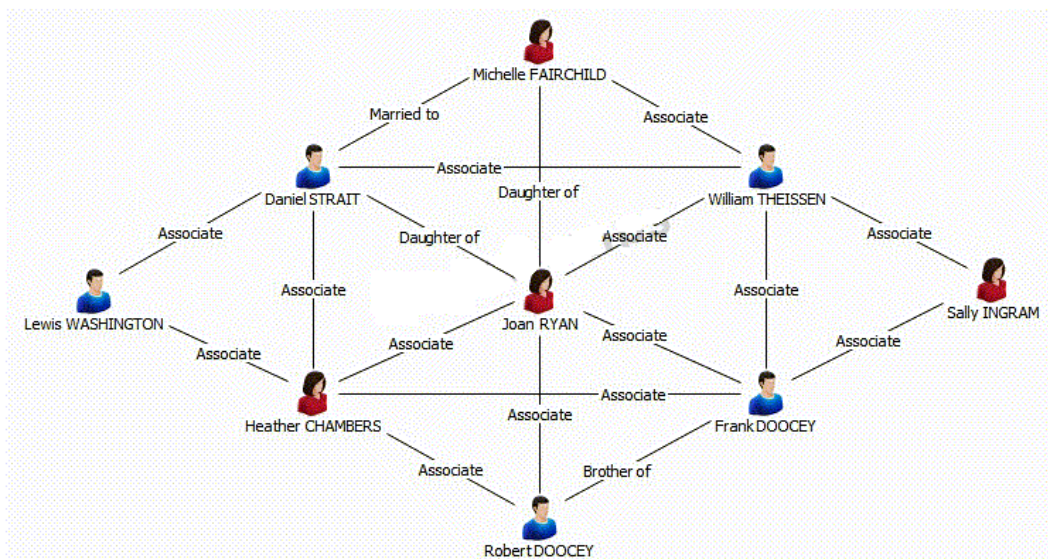 Michelle FAIRCHILD
Married to
Associate
Associate
Daniel STRAIT
Daughter of
William THEISSEN
Associate
Daughter of
Associate
Associate
Associate
Associate
Lewis WASHINGTON
Joan RYAN
Sally INGRAM
Associate
Associate
Associate
Associate
Associate
Associate
Heather CHAMBERS
Frank DOOCEY
Associate
Brother of
Robert DOOCEY